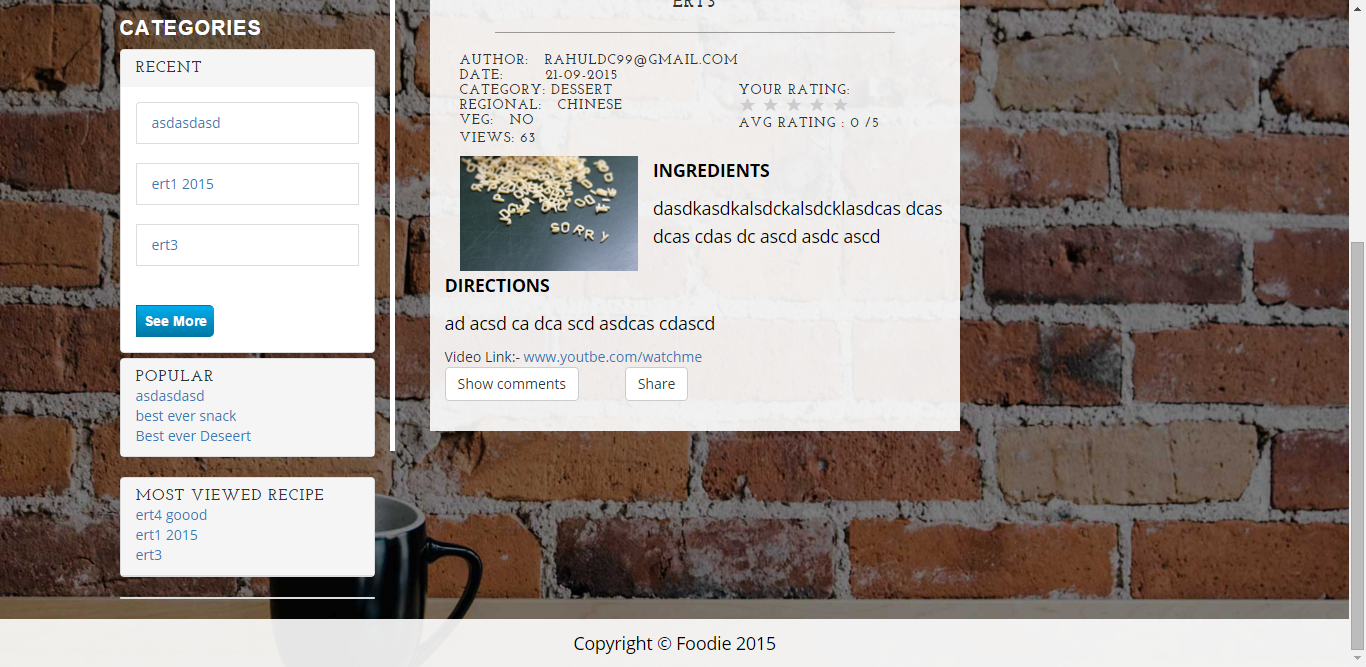 CATEGORIES
RECENT
asdasdasd
ert1 2015
ert3
See More
POPULAR
asdasdasd
best ever snack
Best ever Deseert
MOST VIEWED RECIPE
ert4 goood
ert1 2015
ert3
ERT3
AUTHOR: RAHULDC99@GMAIL.COM
DATE: 21-09-2015
CATEGORY: DESSERT
REGIONAL: CHINESE
VEG: NO
VIEWS: 63
YOUR RATING:
AVG RATING : 0 /5
SORRY
INGREDIENTS
dasdkasdkalsdckalsdcklasdcas dcas
dcas cdas dc ascd asdc ascd
DIRECTIONS
ad acsd ca dca scd asdcas cdascd
Video Link:- www.youtbe.com/watchme
Show comments
Share
Copyright © Foodie 2015